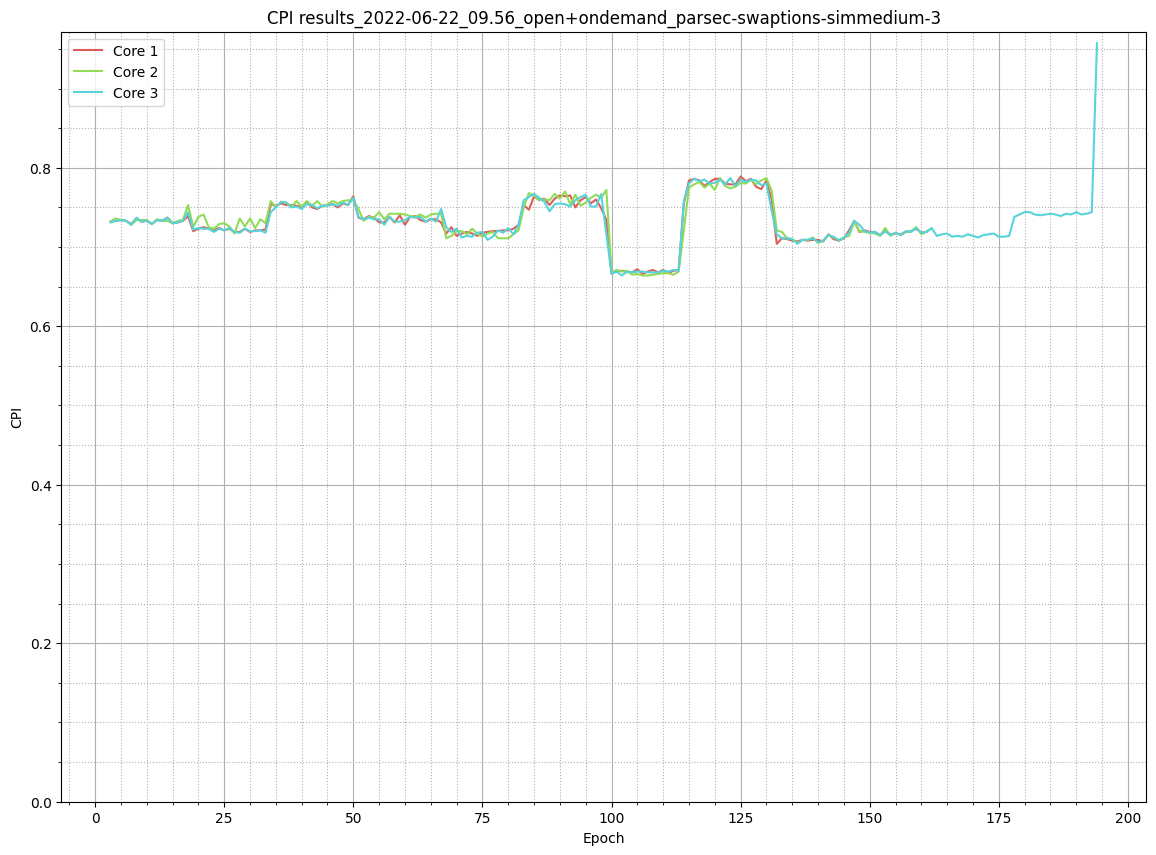 CPI results_2022-06-22_09.56_open+ondemand_parsec-swaptions-simmedium-3
Core 1
Core 2
Core 3
0.8
0.6
0.4
0.2
0.0
CPI
0 25 50 75 100 125 150 175 200
Epoch